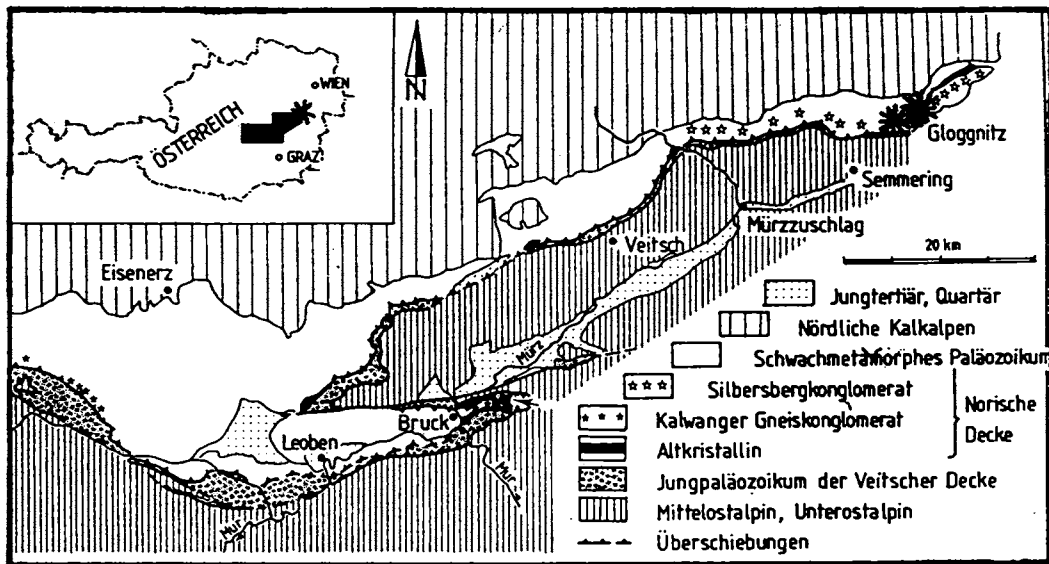 WIEN
ÖSTERREICH
GRAZ
N
Gloggnitz
Semmering
Mürzzuschlag
Veitsch
20 km
Eisenerz
Mürz
Bruck
Leoben
Mur
Mur
Jungtertiär, Quartär
Nördliche Kalkalpen
Schwachmetamorphes Paläozoikum
Silbersbergkonglomerat
Kalwanger Gneiskonglomerat
Altkristallin
Norische
Decke
Jungpaläozoikum der Veitscher Decke
Mittelostalpin, Unterostalpin
Überschiebungen